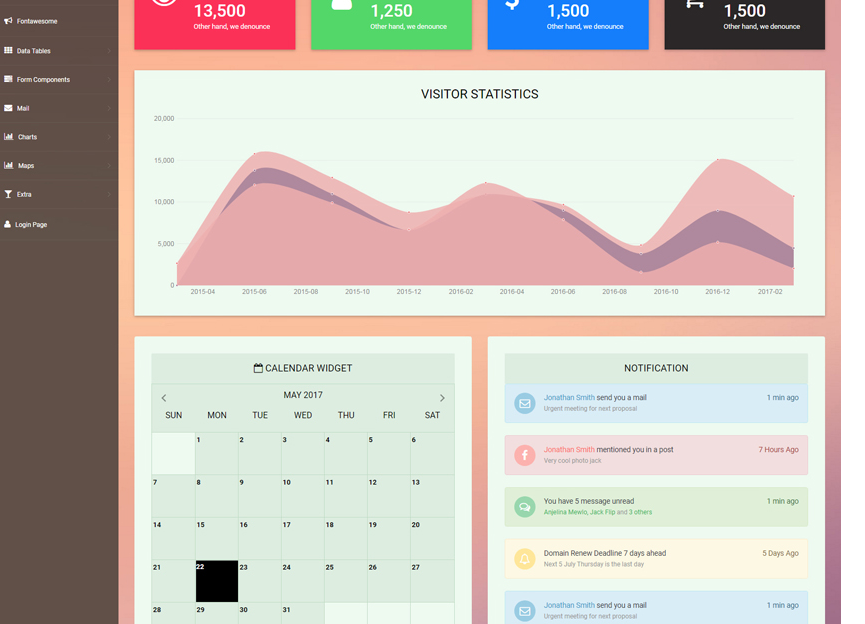 Fontawesome
Data Tables
Form Components
Mail
Charts
Maps
Extra
Login Page
13,500
Other hand, we denounce
1,250
Other hand, we denounce
1,500
Other hand, we denounce
1,500
Other hand, we denounce
VISITOR STATISTICS
20,000
15,000
10,000
5,000
0
2015-04 2015-06 2015-08 2015-10 2015-12 2016-02 2016-04 2016-06 2016-08 2016-10 2016-12 2017-02
CALENDAR WIDGET
MAY 2017
SUN MON TUE WED THU FRI SAT
1 2 3 4 5 6
7 8 9 10 11 12 13
14 15 16 17 18 19 20
21 22 23 24 25 26 27
28 29 30 31
NOTIFICATION
Jonathan Smith send you a mail 1 min ago
Urgent meeting for next proposal
Jonathan Smith mentioned you in a post 7 Hours Ago
Very cool photo jack
You have 5 message unread 1 min ago
Anjelina Mewlo, Jack Flip and 3 others
Domain Renew Deadline 7 days ahead 5 Days Ago
Next 5 July Thursday is the last day
Jonathan Smith send you a mail 1 min ago
Urgent meeting for next proposal